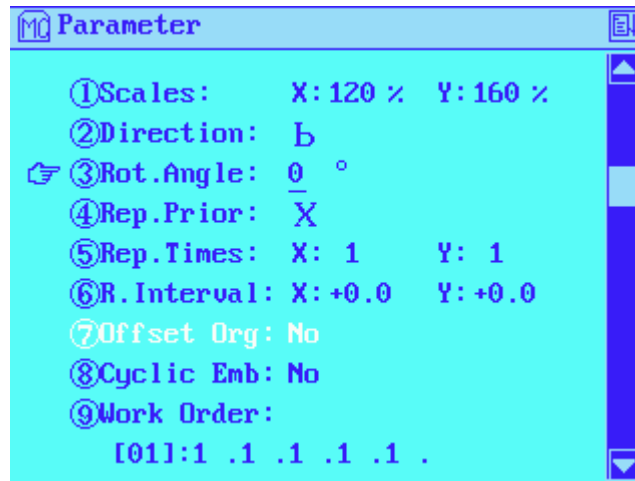 MC Parameter
①Scales: X:120 % Y:160 %
②Direction: b
③Rot.Angle: 0 °
④Rep.Prior: X
⑤Rep.Times: X: 1 Y: 1
⑥R.Interval: X:+0.0 Y:+0.0
⑦Offset Org: No
⑧Cyclic Emb: No
⑨Work Order:
[01]:1 .1 .1 .1 .1 .